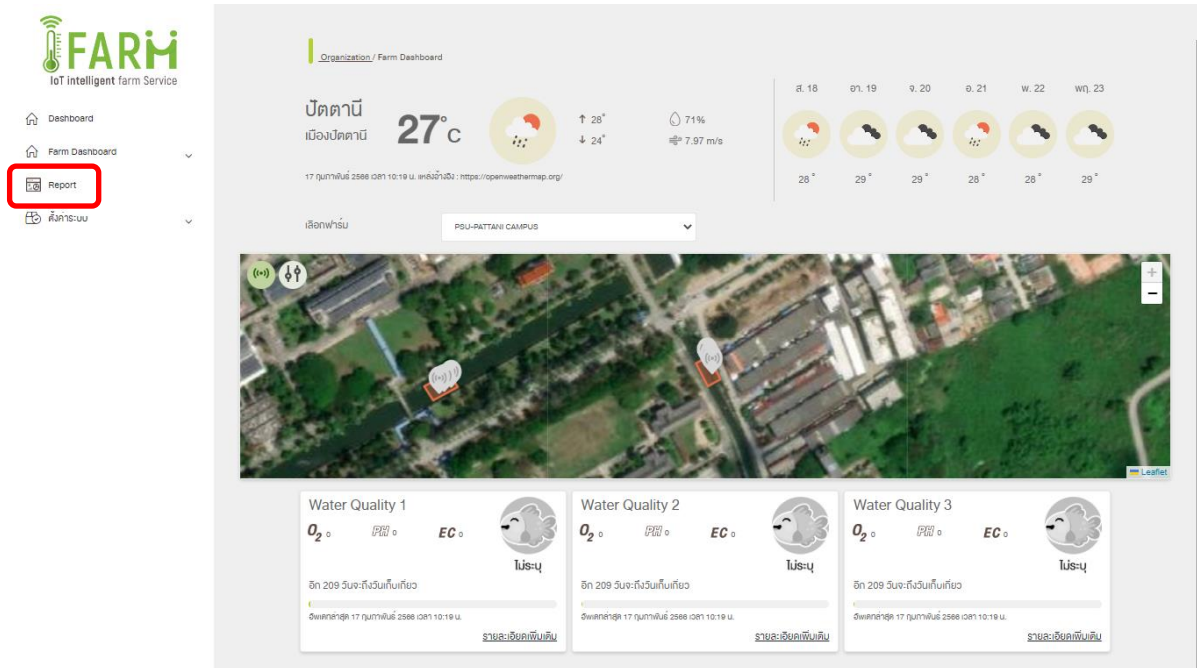 FARM
IoT intelligent farm Service
Dashboard
Farm Dashboard
Report
ตั้งค่าระบบ
Organization / Farm Dashboard
ปัตตานี
เมืองปัตตานี
27°C
↑ 28°
↓ 24°
71%
7.97 m/s
17 กุมภาพันธ์ 2566 เวลา 10:19 น. แหล่งอ้างอิง : https://openweathermap.org/
ส. 18
อา. 19
จ. 20
อ. 21
พ. 22
พฤ. 23
28°
29°
29°
28°
28°
29°
เลือกฟาร์ม
PSU-PATTANI CAMPUS
+
−
Leaflet
Water Quality 1
O2 0
PH 0
EC 0
ไม่ระบุ
อีก 209 วันจะถึงวันเก็บเกี่ยว
อัพเดทล่าสุด 17 กุมภาพันธ์ 2566 เวลา 10:19 น.
รายละเอียดเพิ่มเติม
Water Quality 2
O2 0
PH 0
EC 0
ไม่ระบุ
อีก 209 วันจะถึงวันเก็บเกี่ยว
อัพเดทล่าสุด 17 กุมภาพันธ์ 2566 เวลา 10:19 น.
รายละเอียดเพิ่มเติม
Water Quality 3
O2 0
PH 0
EC 0
ไม่ระบุ
อีก 209 วันจะถึงวันเก็บเกี่ยว
อัพเดทล่าสุด 17 กุมภาพันธ์ 2566 เวลา 10:19 น.
รายละเอียดเพิ่มเติม